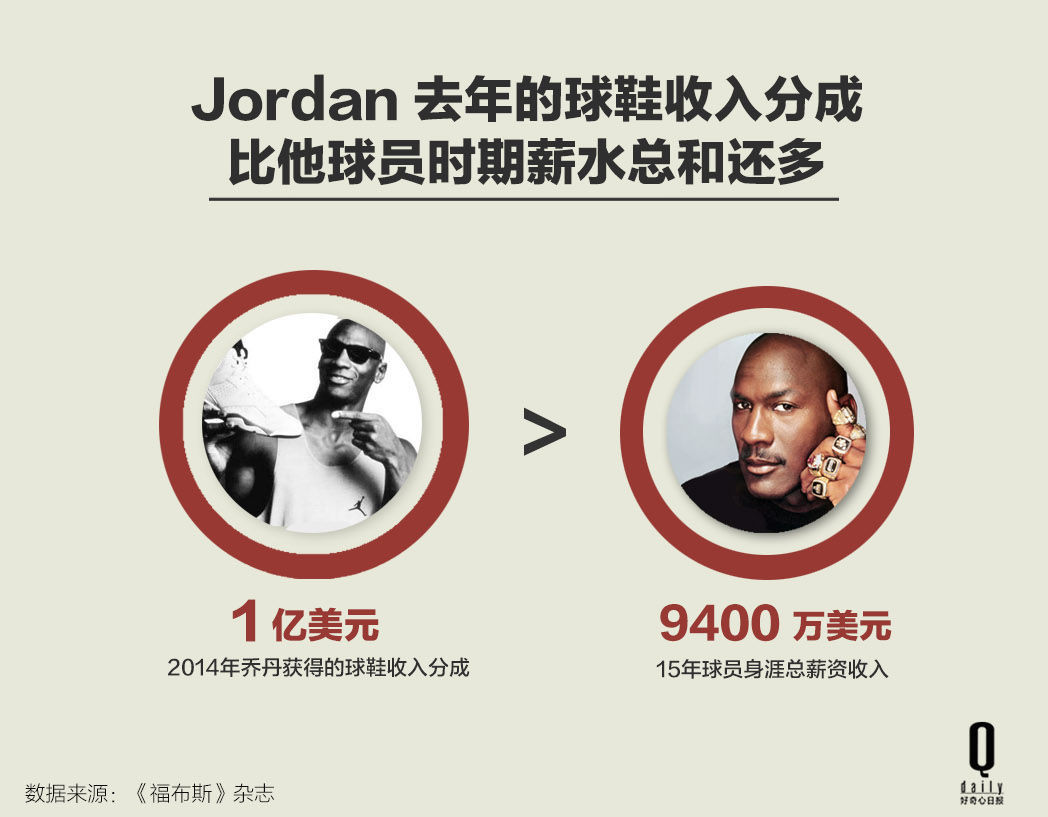 Jordan 去年的球鞋收入分成
比他球员时期薪水总和还多
>
1 亿美元
2014年乔丹获得的球鞋收入分成
9400 万美元
15年球员身涯总薪资收入
数据来源：《福布斯》杂志
Q
daily
好奇心日报